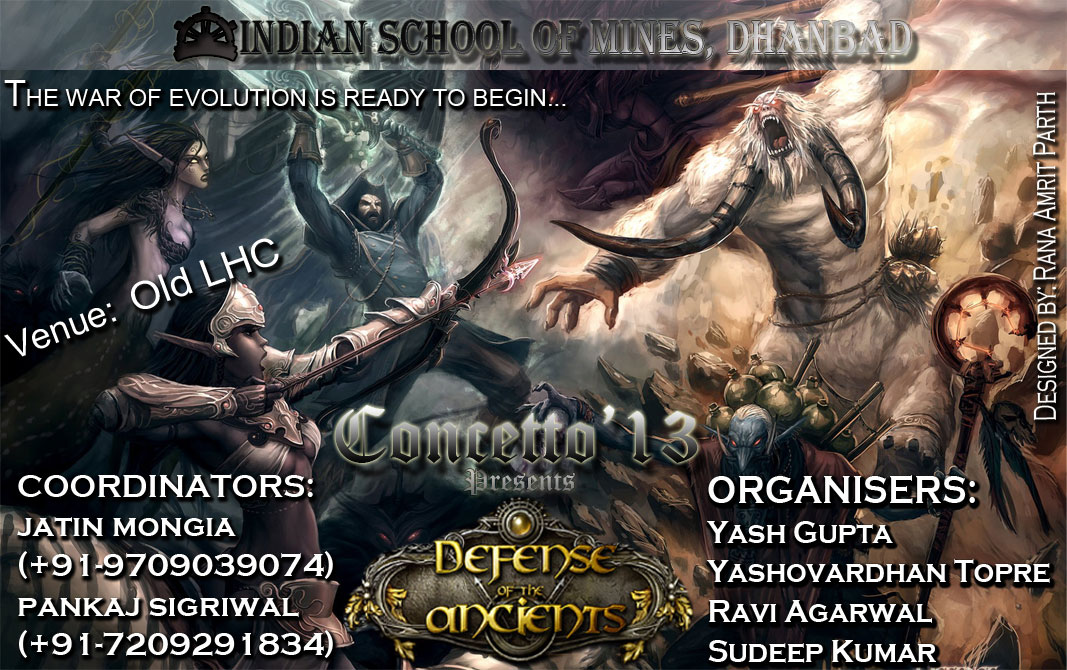 INDIAN SCHOOL OF MINES, DHANBAD
THE WAR OF EVOLUTION IS READY TO BEGIN...
DESIGNED BY: RANA AMRIT PARTH
Venue: Old LHC
Concetto'13
Presents
DEFENSE
OF THE
ANCIENTS
COORDINATORS:
JATIN MONGIA
(+91-9709039074)
PANKAJ SIGRIWAL
(+91-7209291834)
ORGANISERS:
YASH GUPTA
YASHOVARDHAN TOPRE
RAVI AGARWAL
SUDEEP KUMAR